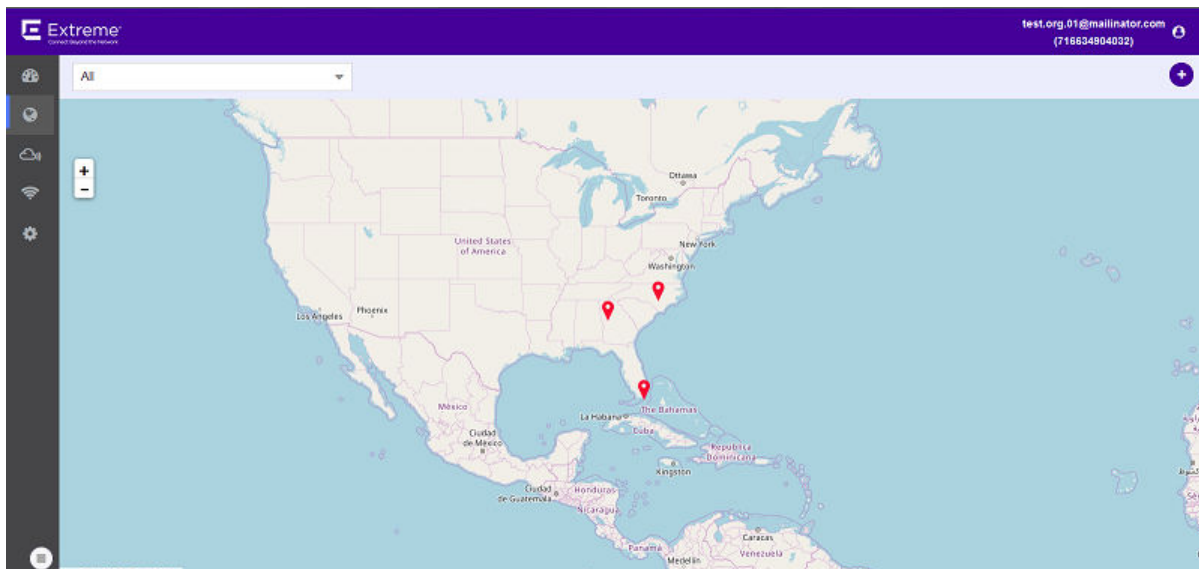 Extreme
Connect Beyond the Network
test.org.01@mailinator.com
(716634904032)
All
+
+
−
Ottawa
Toronto
United States
of America
New York
Washington
Los Angeles
Phoenix
México
La Habana
The Bahamas
Cuba
Ciudad
de México
República
Dominicana
Kingston
Ciudad
de Guatemala
Honduras
Nicaragua
Caracas
Panamá
Venezuela
Medellín